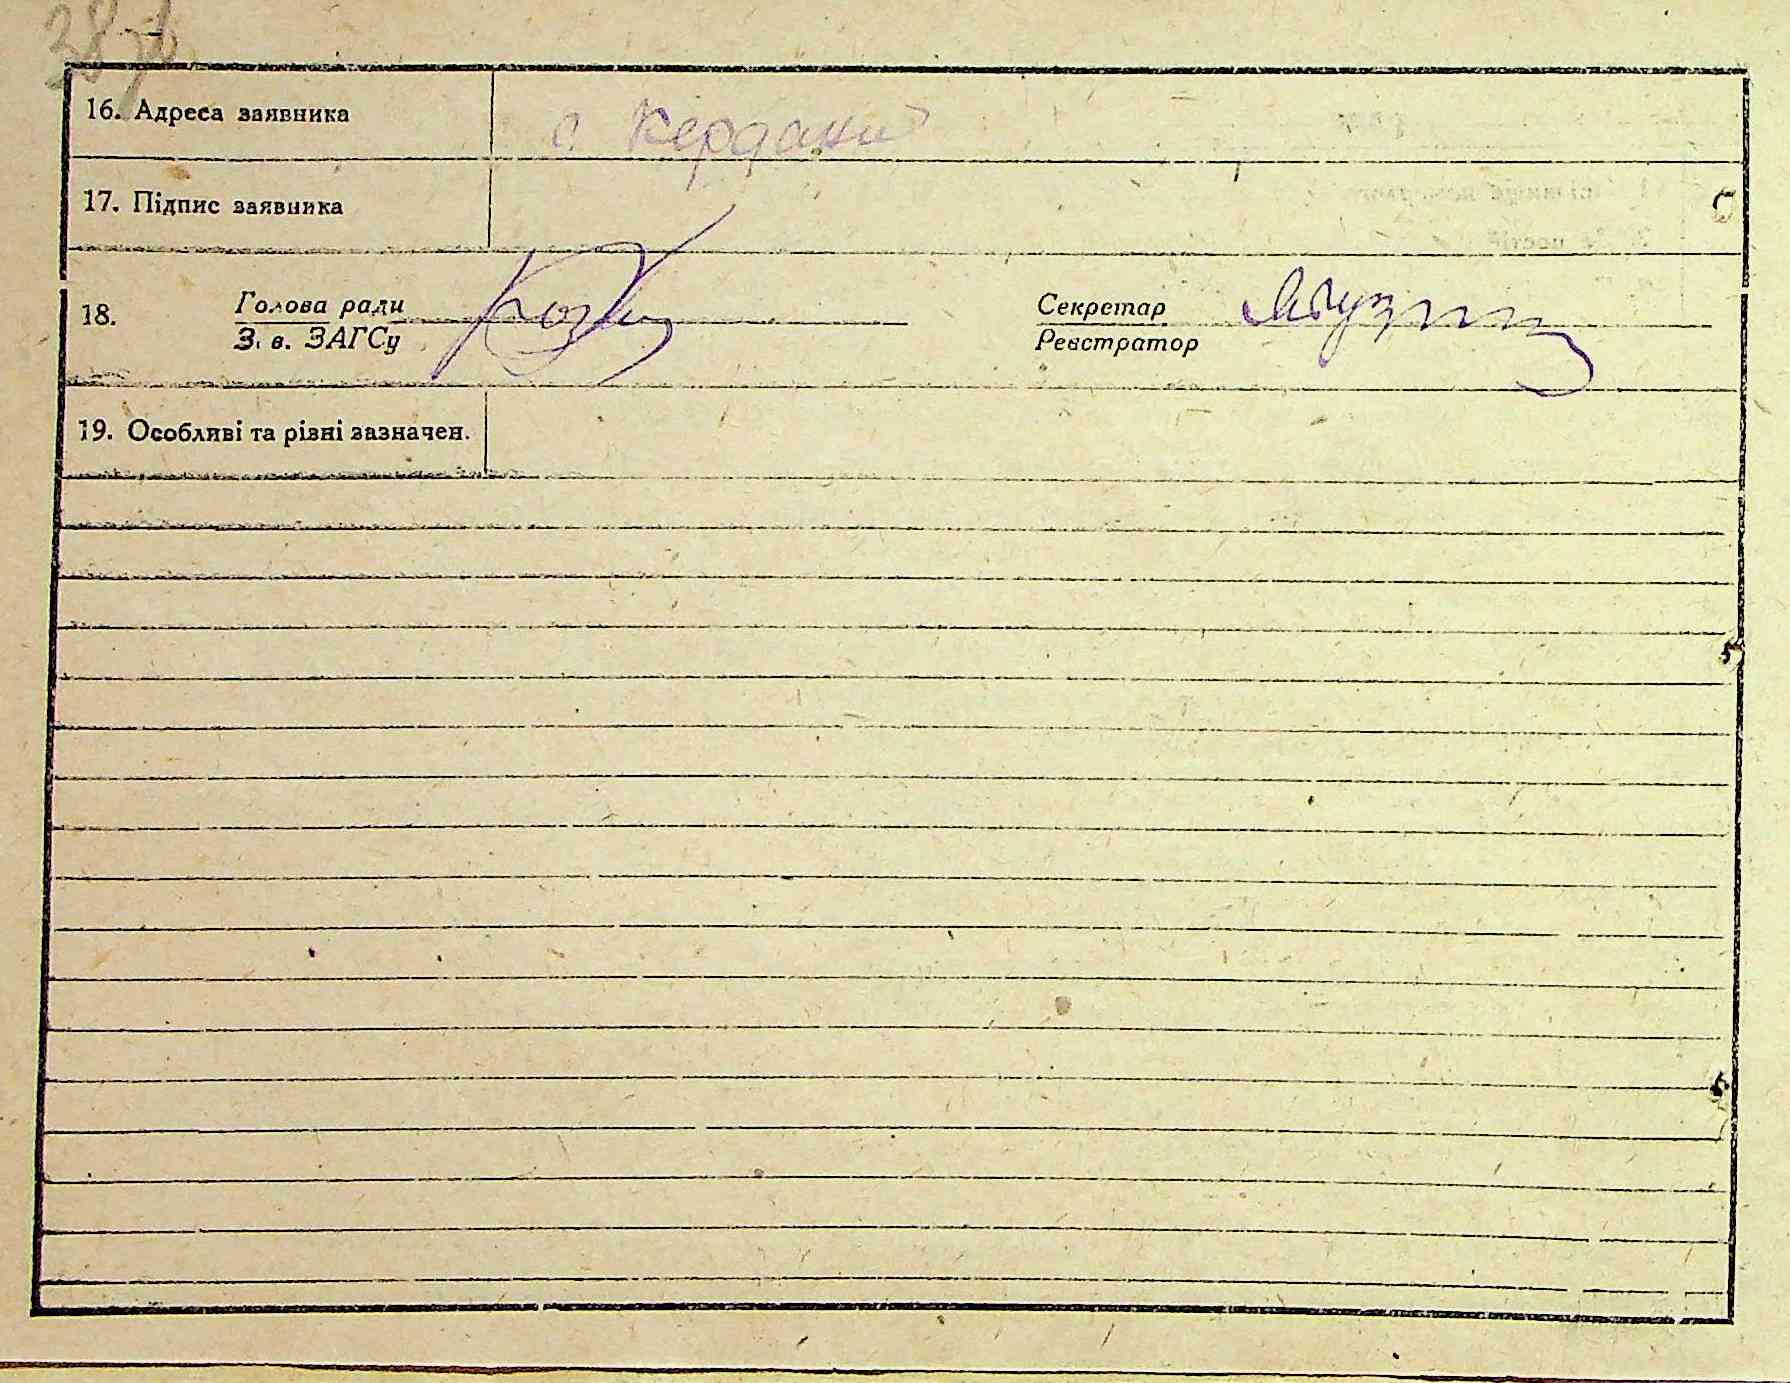 16. Адреса заявника с. Кердани
17. Підпис заявника
18. Голова ради Секретар
З. в. ЗАГСу Реєстратор
19. Особливі та різні зазначен.